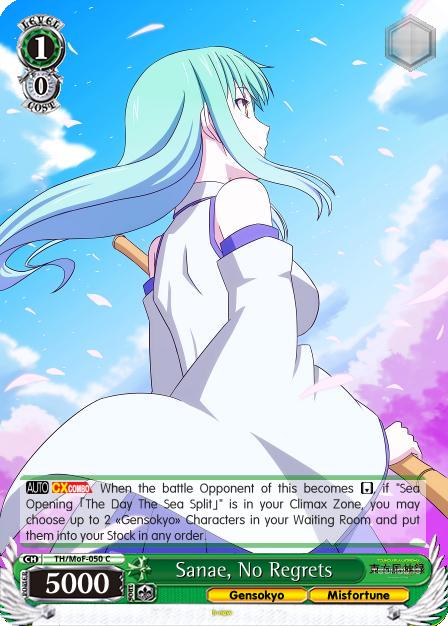 LEVEL
1
0
COST
AUTO CX COMBO When the battle Opponent of this becomes [ ], if "Sea
Opening「The Day The Sea Split」" is in your Climax Zone, you may
choose up to 2 «Gensokyo» Characters in your Waiting Room and put
them into your Stock in any order.
CH TH/MoF-050 C
POWER 5000 SOUL
Sanae, No Regrets
Gensokyo Misfortune